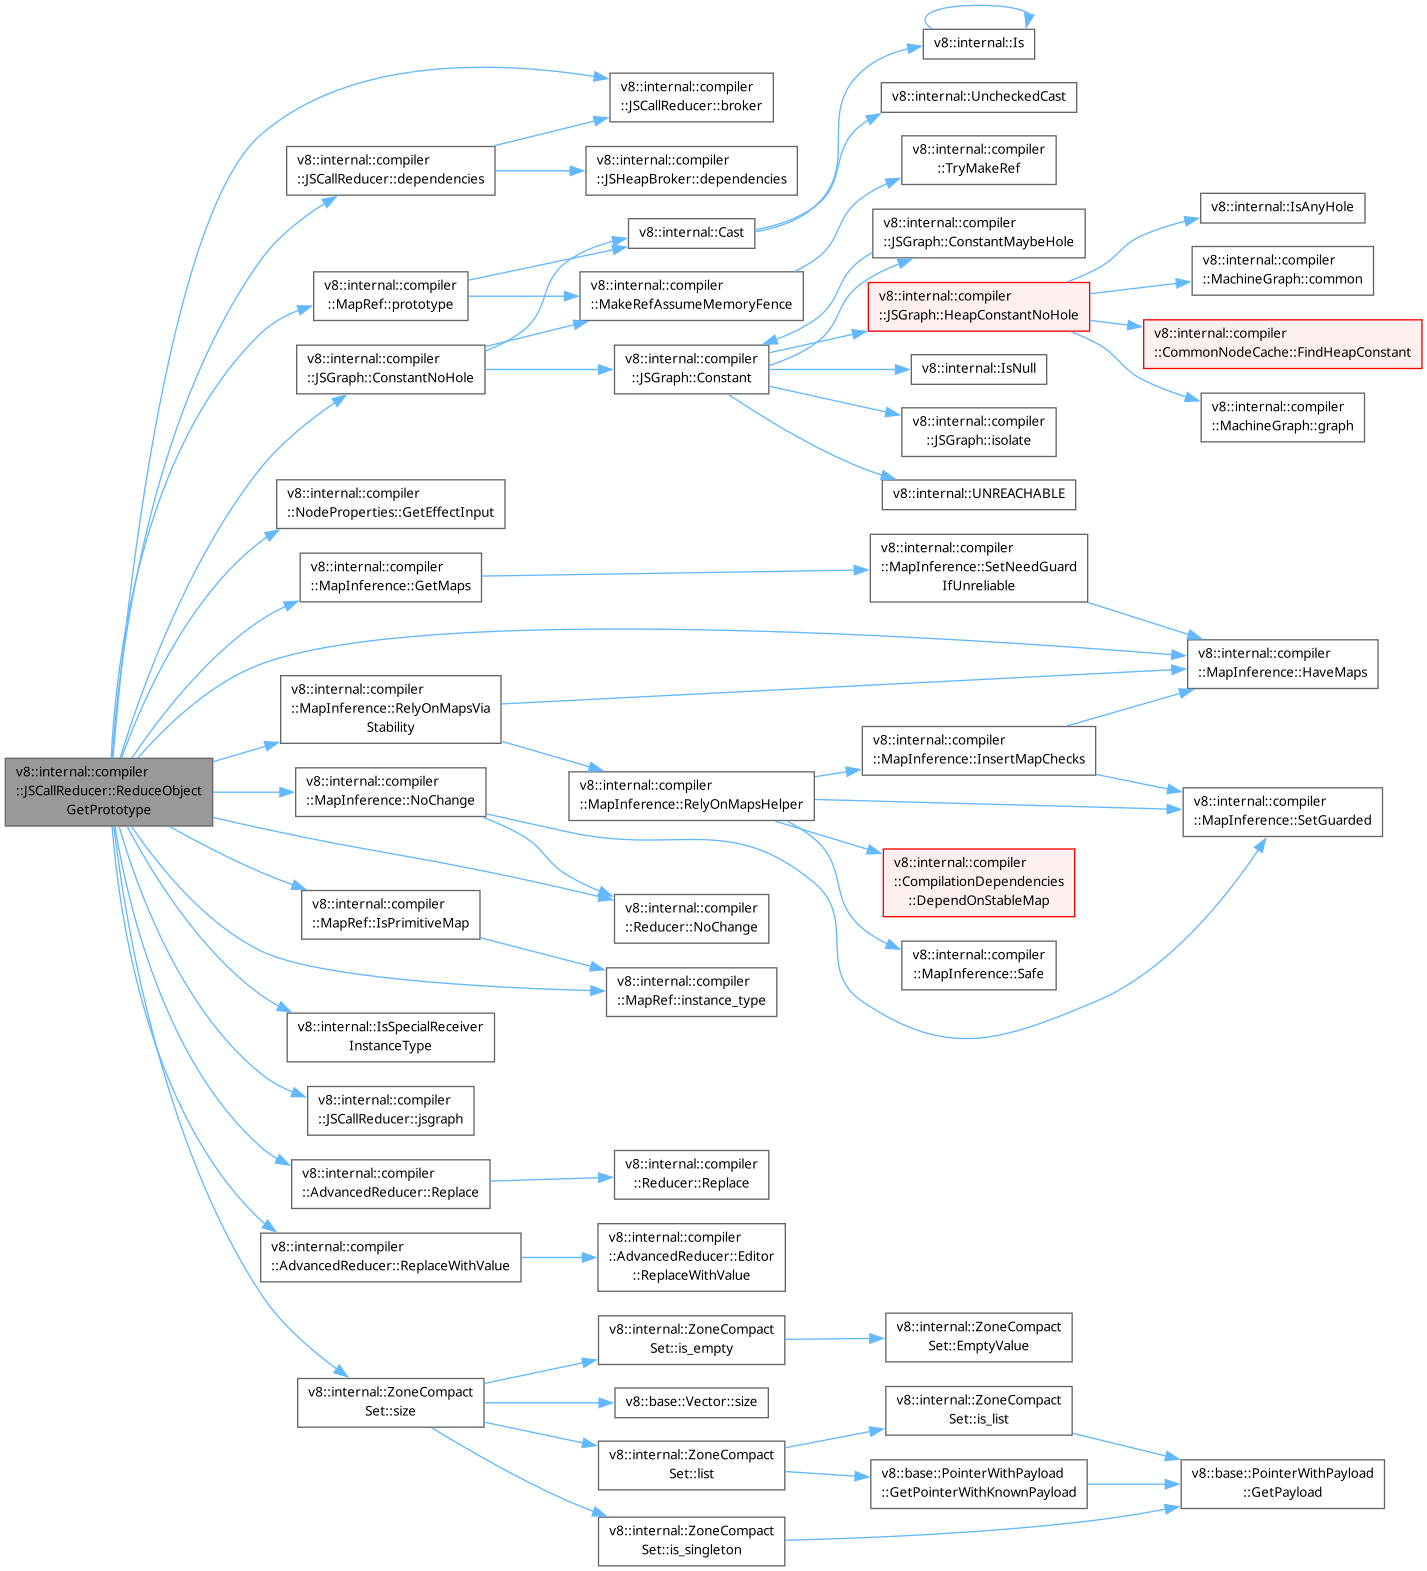 v8::internal::compiler
::JSCallReducer::ReduceObject
GetPrototype
v8::internal::compiler
::JSCallReducer::broker
v8::internal::compiler
::JSCallReducer::dependencies
v8::internal::compiler
::JSHeapBroker::dependencies
v8::internal::compiler
::MapRef::prototype
v8::internal::Cast
v8::internal::Is
v8::internal::UncheckedCast
v8::internal::compiler
::MakeRefAssumeMemoryFence
v8::internal::compiler
::TryMakeRef
v8::internal::compiler
::JSGraph::ConstantNoHole
v8::internal::compiler
::JSGraph::Constant
v8::internal::compiler
::JSGraph::ConstantMaybeHole
v8::internal::compiler
::JSGraph::HeapConstantNoHole
v8::internal::IsAnyHole
v8::internal::compiler
::MachineGraph::common
v8::internal::compiler
::CommonNodeCache::FindHeapConstant
v8::internal::compiler
::MachineGraph::graph
v8::internal::IsNull
v8::internal::compiler
::JSGraph::isolate
v8::internal::UNREACHABLE
v8::internal::compiler
::NodeProperties::GetEffectInput
v8::internal::compiler
::MapInference::GetMaps
v8::internal::compiler
::MapInference::SetNeedGuard
IfUnreliable
v8::internal::compiler
::MapInference::HaveMaps
v8::internal::compiler
::MapInference::RelyOnMapsVia
Stability
v8::internal::compiler
::MapInference::RelyOnMapsHelper
v8::internal::compiler
::MapInference::InsertMapChecks
v8::internal::compiler
::MapInference::SetGuarded
v8::internal::compiler
::CompilationDependencies
::DependOnStableMap
v8::internal::compiler
::MapInference::Safe
v8::internal::compiler
::MapInference::NoChange
v8::internal::compiler
::Reducer::NoChange
v8::internal::compiler
::MapRef::IsPrimitiveMap
v8::internal::compiler
::MapRef::instance_type
v8::internal::IsSpecialReceiver
InstanceType
v8::internal::compiler
::JSCallReducer::jsgraph
v8::internal::compiler
::AdvancedReducer::Replace
v8::internal::compiler
::Reducer::Replace
v8::internal::compiler
::AdvancedReducer::ReplaceWithValue
v8::internal::compiler
::AdvancedReducer::Editor
::ReplaceWithValue
v8::internal::ZoneCompact
Set::size
v8::internal::ZoneCompact
Set::is_empty
v8::internal::ZoneCompact
Set::EmptyValue
v8::base::Vector::size
v8::internal::ZoneCompact
Set::list
v8::internal::ZoneCompact
Set::is_list
v8::base::PointerWithPayload
::GetPointerWithKnownPayload
v8::base::PointerWithPayload
::GetPayload
v8::internal::ZoneCompact
Set::is_singleton